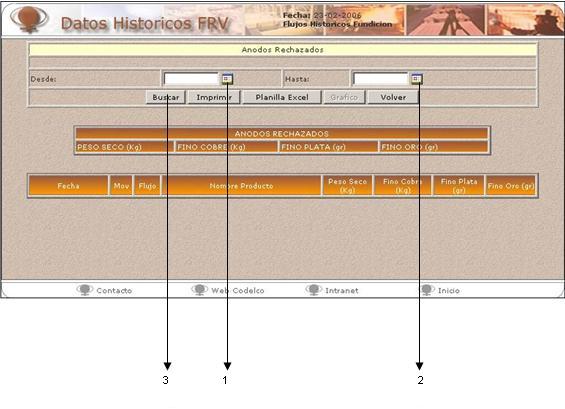 Datos Historicos FRV
Fecha: 23-02-2006
Flujos Historicos Fundicion
Anodos Rechazados
Desde: Hasta:
Buscar Imprimir Planilla Excel Grafico Volver
ANODOS RECHAZADOS
PESO SECO (Kg) FINO COBRE (Kg) FINO PLATA (gr) FINO ORO (gr)
Fecha Mov Flujo Nombre Producto Peso Seco (Kg) Fino Cobre (Kg) Fino Plata (gr) Fino Oro (gr)
Contacto Web Codelco Intranet Inicio
3 1 2